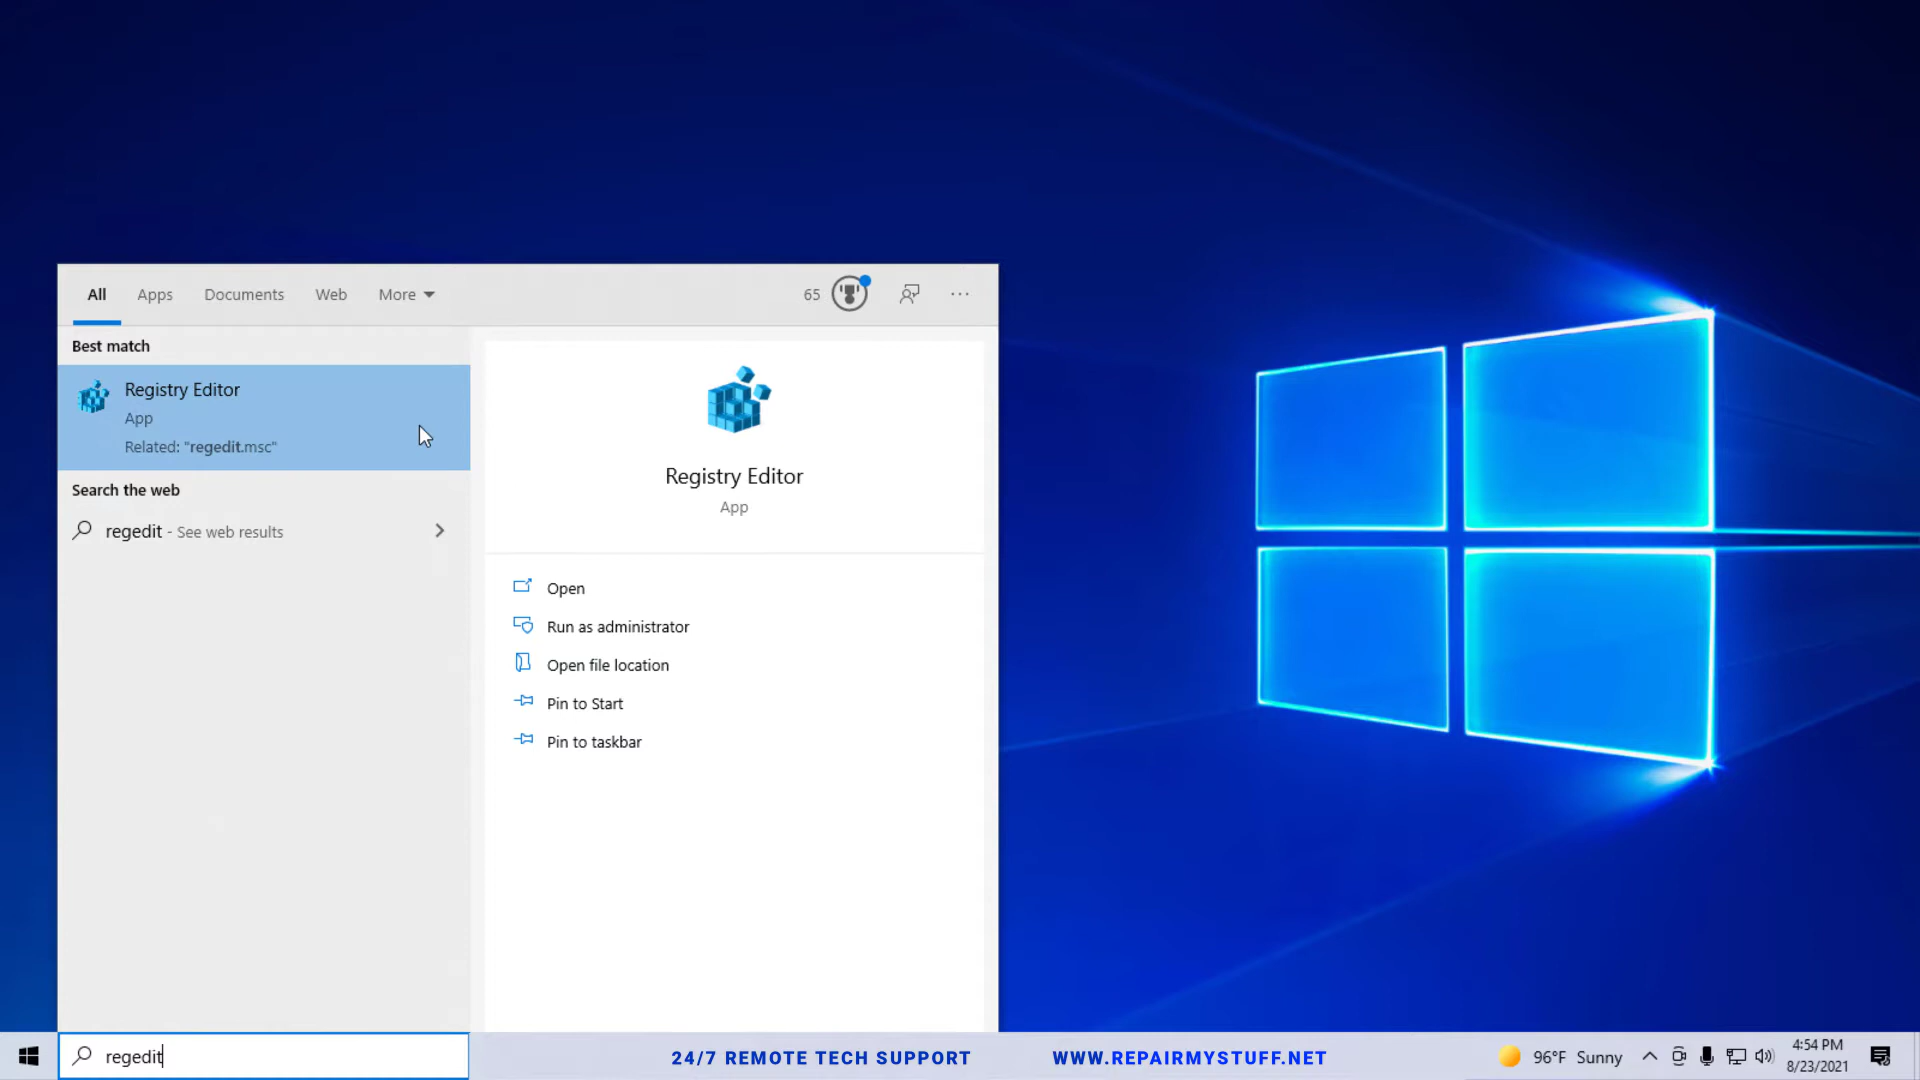 All Apps Documents Web More 65 ...
Best match
Registry Editor
App
Related: "regedit.msc"
Search the web
regedit - See web results
Registry Editor
App
Open
Run as administrator
Open file location
Pin to Start
Pin to taskbar
regedit
24/7 REMOTE TECH SUPPORT WWW.REPAIRMYSTUFF.NET
96°F Sunny
4:54 PM
8/23/2021